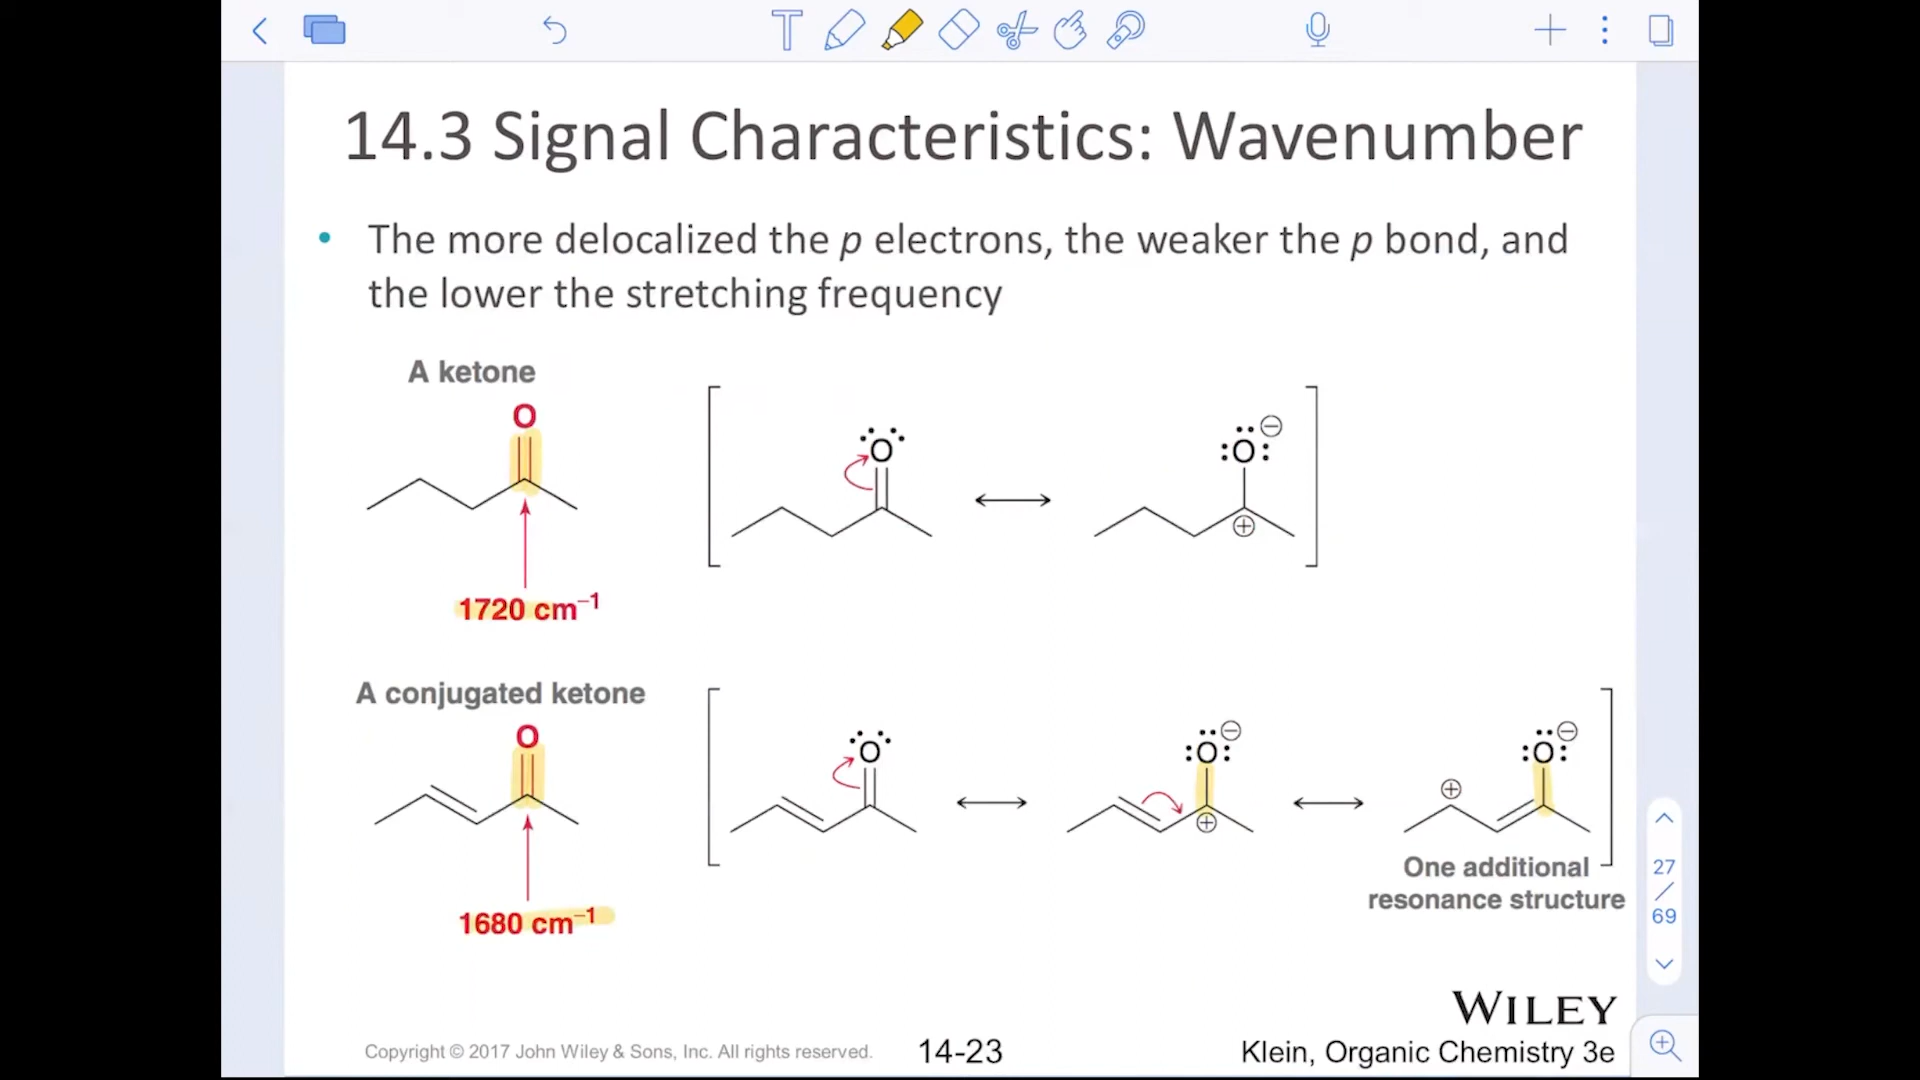 14.3 Signal Characteristics: Wavenumber
• The more delocalized the p electrons, the weaker the p bond, and
the lower the stretching frequency
A ketone
O
:O:
:O: ⊖
⊕
1720 cm⁻¹
A conjugated ketone
O
:O:
:O: ⊖
⊕
:O: ⊖
⊕
1680 cm⁻¹
One additional
resonance structure
27
/
69
WILEY
Copyright © 2017 John Wiley & Sons, Inc. All rights reserved.
14-23
Klein, Organic Chemistry 3e